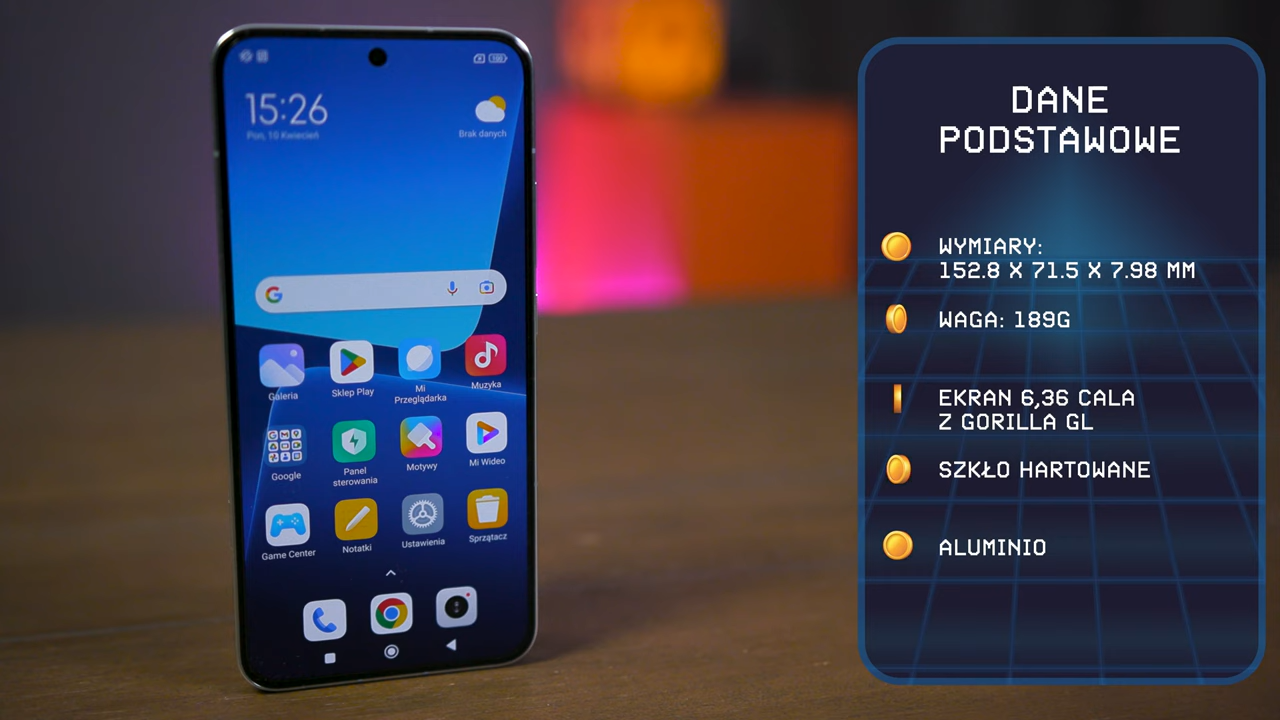 15:26
Pon, 10 Kwiecień
Brak danych
Galeria
Sklep Play
Mi
Przeglądarka
Muzyka
Google
Panel
sterowania
Motywy
Mi Wideo
Game Center
Notatki
Ustawienia
Sprzątacz
DANE
PODSTAWOWE
WYMIARY:
152.8 X 71.5 X 7.98 MM
WAGA: 189G
EKRAN 6,36 CALA
Z GORILLA GL
SZKŁO HARTOWANE
ALUMINIO